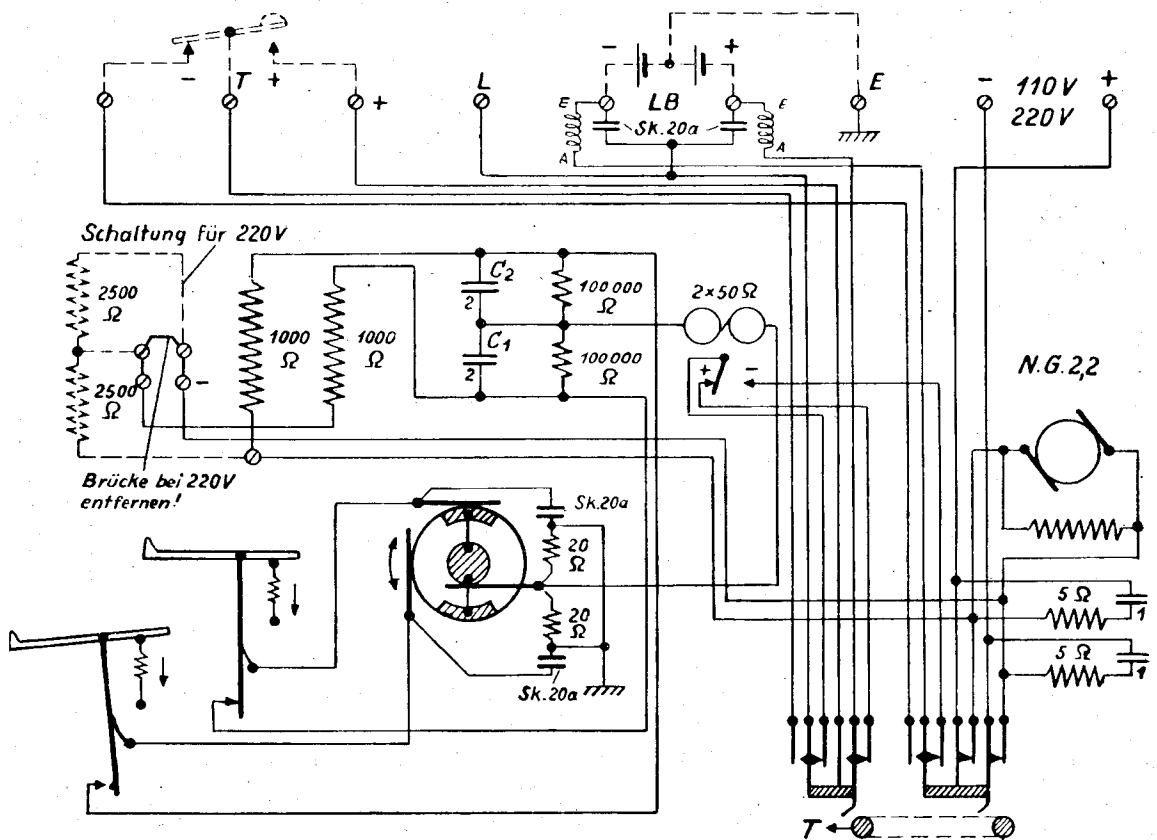 - T + +
L
- +
LB
E E
Sk.20a
A A
E
- 110V +
220V
Schaltung für 220V
2500
Ω
2500
Ω
-
1000
Ω
1000
Ω
C2
2
C1
2
100 000
Ω
100 000
Ω
2×50 Ω
+ -
N.G. 2,2
Brücke bei 220V
entfernen!
Sk.20a
20
Ω
20
Ω
Sk.20a
5 Ω
1
5 Ω
1
T